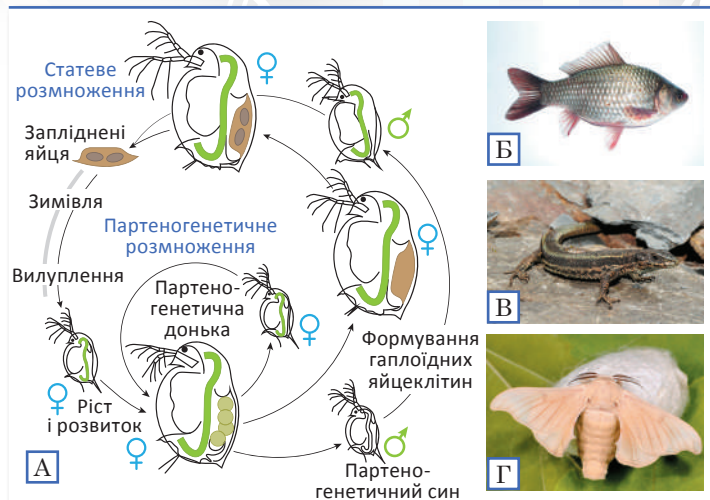 Статеве
розмноження
Запліднені
яйця
Зимівля
Вилуплення
Партеногенетичне
розмноження
Партено-
генетична
донька
Ріст
і розвиток
Формування
гаплоїдних
яйцеклітин
Партено-
генетичний син
А
Б
В
Г